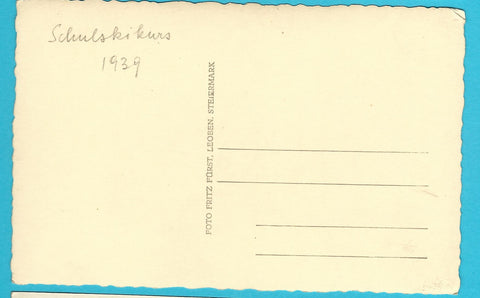 Schulskikurs
1939
FOTO FRITZ FÜRST, LEOBEN, STEIERMARK